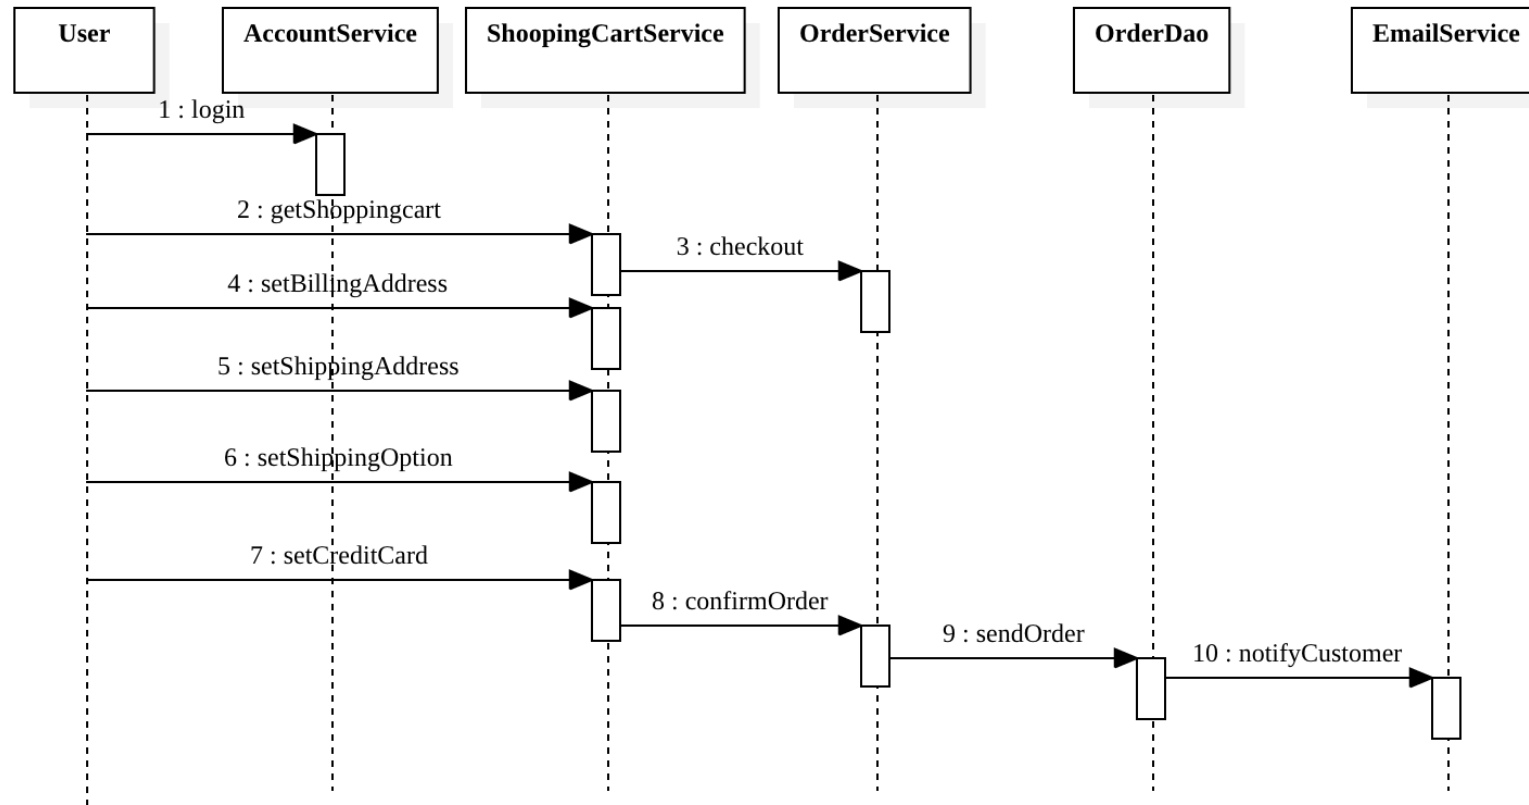 User
AccountService
ShoopingCartService
OrderService
OrderDao
EmailService
1 : login
2 : getShoppingcart
3 : checkout
4 : setBillingAddress
5 : setShippingAddress
6 : setShippingOption
7 : setCreditCard
8 : confirmOrder
9 : sendOrder
10 : notifyCustomer